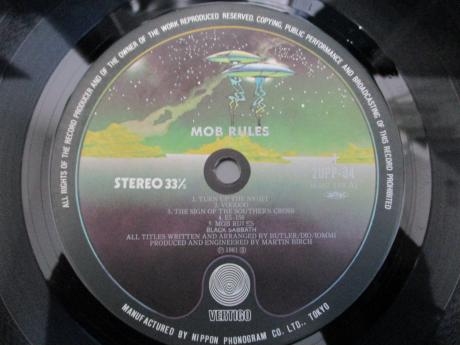 ALL RIGHTS OF THE RECORD PRODUCER AND OF THE OWNER OF THE WORK REPRODUCED RESERVED. COPYING, PUBLIC PERFORMANCE AND BROADCASTING OF THIS RECORD PROHIBITED
MOB RULES
STEREO 33⅓
20PP-34
1. TURN UP THE NIGHT
2. VOODOO
3. THE SIGN OF THE SOUTHERN CROSS
4. E5-150
5. MOB RULES
BLACK SABBATH
ALL TITLES WRITTEN AND ARRANGED BY BUTLER/DIO/IOMMI
PRODUCED AND ENGINEERED BY MARTIN BIRCH
Ⓟ 1981
VERTIGO
MANUFACTURED BY NIPPON PHONOGRAM CO., LTD., TOKYO